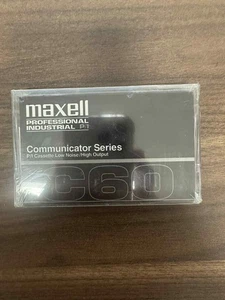 maxell
PROFESSIONAL
INDUSTRIAL P/I
Communicator Series
P/I Cassette Low Noise/High Output
C60